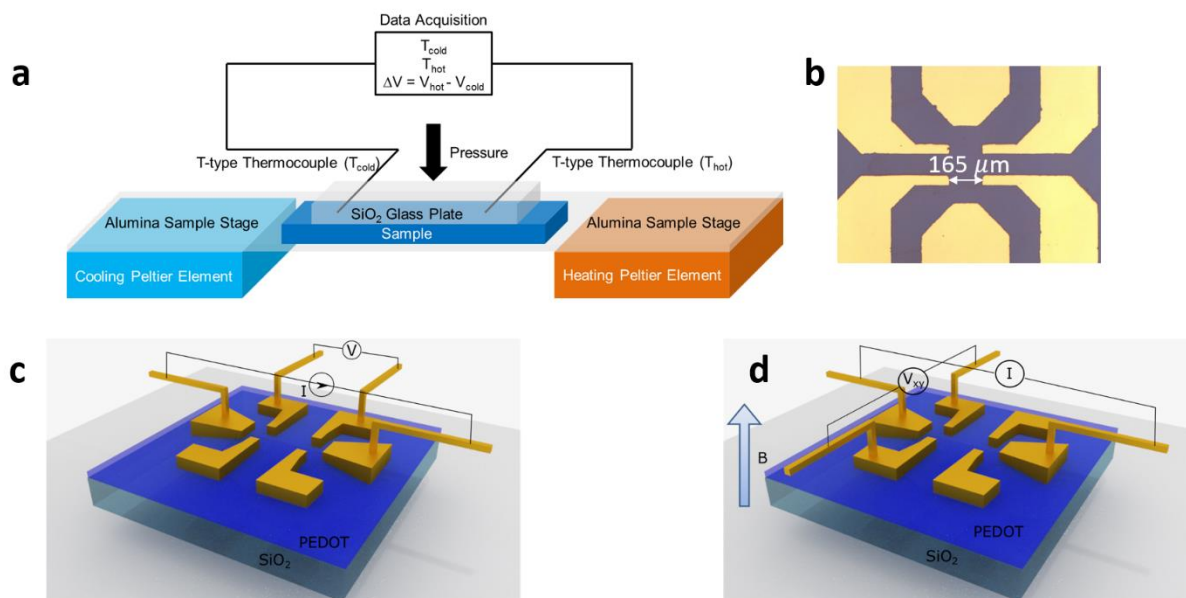 a
Data Acquisition
T_cold
T_hot
ΔV = V_hot - V_cold
T-type Thermocouple (T_cold)
Pressure
T-type Thermocouple (T_hot)
Alumina Sample Stage
SiO₂ Glass Plate
Sample
Alumina Sample Stage
Cooling Peltier Element
Heating Peltier Element
b
165 μm
c
V
I
PEDOT
SiO₂
d
V_xy
I
B
PEDOT
SiO₂